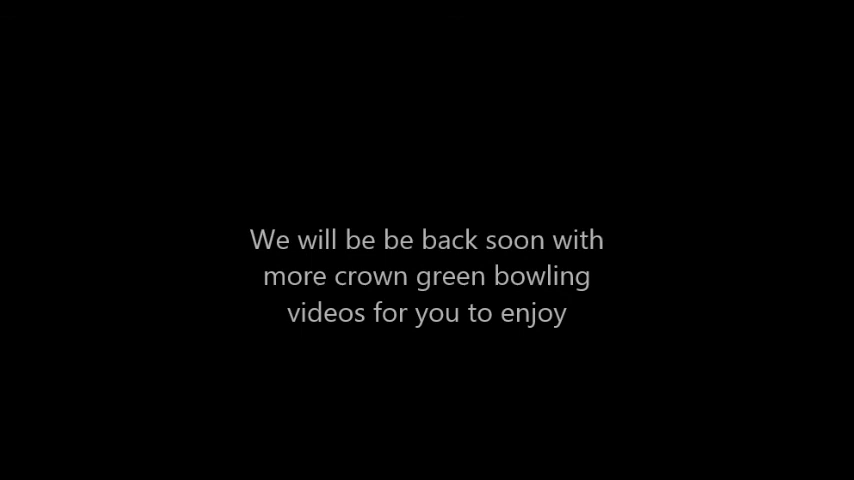 We will be be back soon with
more crown green bowling
videos for you to enjoy